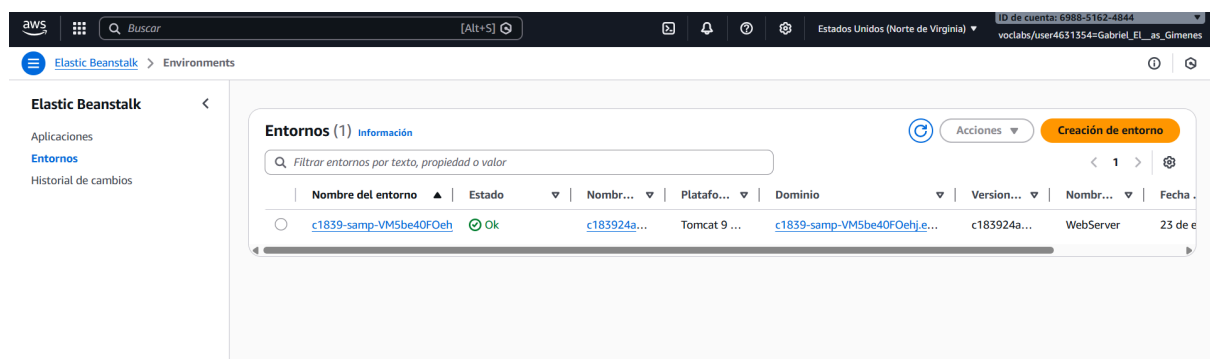 aws
Buscar [Alt+S] Estados Unidos (Norte de Virginia) ID de cuenta: 6988-5162-4844
voclabs/user4631354=Gabriel_El__as_Gimenes
Elastic Beanstalk > Environments
Elastic Beanstalk
Aplicaciones
Entornos
Historial de cambios
Entornos (1) Información Acciones Creación de entorno
Filtrar entornos por texto, propiedad o valor 1
Nombre del entorno Estado Nombr... Platafo... Dominio Version... Nombr... Fecha .
c1839-samp-VM5be40FOeh Ok c183924a... Tomcat 9 ... c1839-samp-VM5be40FOehj.e... c183924a... WebServer 23 de e